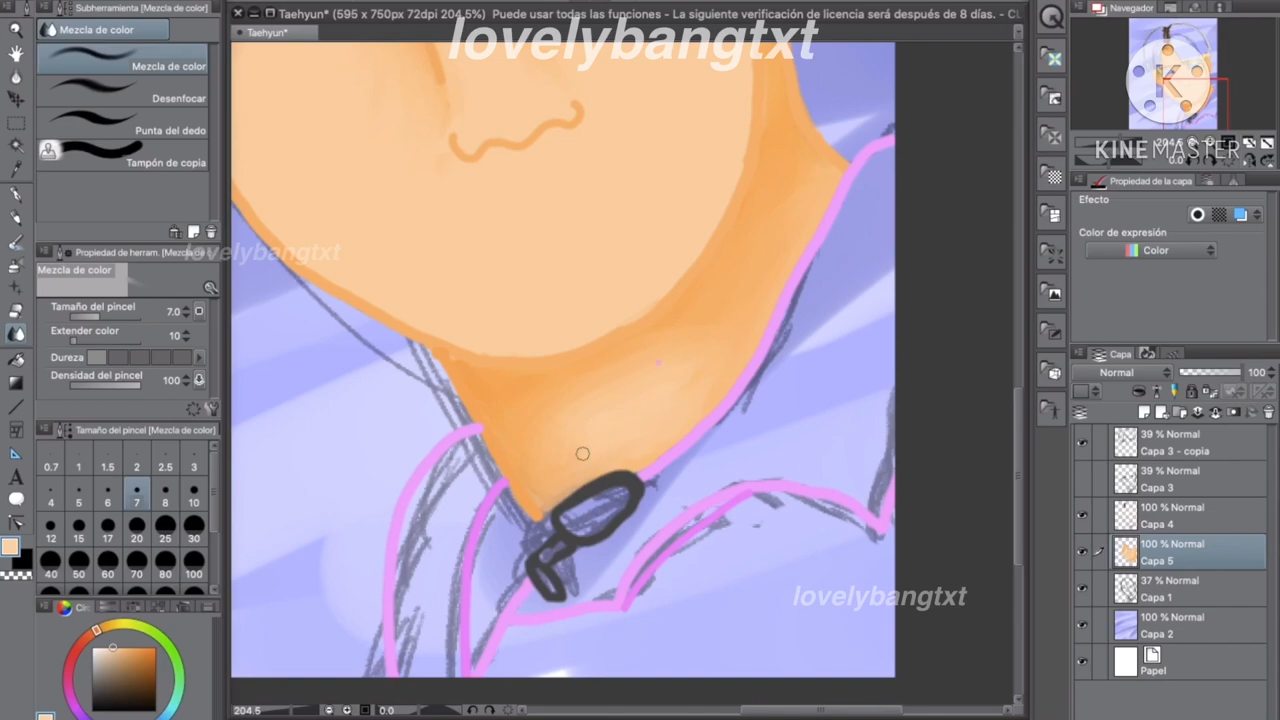 Subherramienta (Mezcla de color)
Taehyun* (595 x 750px 72dpi 204.5%) Puede usar todas las funciones - La siguiente verificación de licencia será después de 8 días. - CL
Navegador
Mezcla de color
Taehyun*
lovelybangtxt
Mezcla de color
Desenfocar
Punta del dedo
Tampón de copia
KINEMASTER
Propiedad de la capa
Efecto
Color de expresión
Color
Propiedad de herram. [Mezcla de
lovelybangtxt
Mezcla de color
Tamaño del pincel 7.0
Extender color 10
Dureza
Densidad del pincel 100
Capa
Normal 100
Tamaño del pincel [Mezcla de color]
0.7 1 1.5 2 2.5 3
4 5 6 7 8 10
12 15 17 20 25 30
40 50 60 70 80 100
39 % Normal
Capa 3 - copia
39 % Normal
Capa 3
100 % Normal
Capa 4
100 % Normal
Capa 5
37 % Normal
Capa 1
100 % Normal
Capa 2
Papel
lovelybangtxt
204.5 0.0